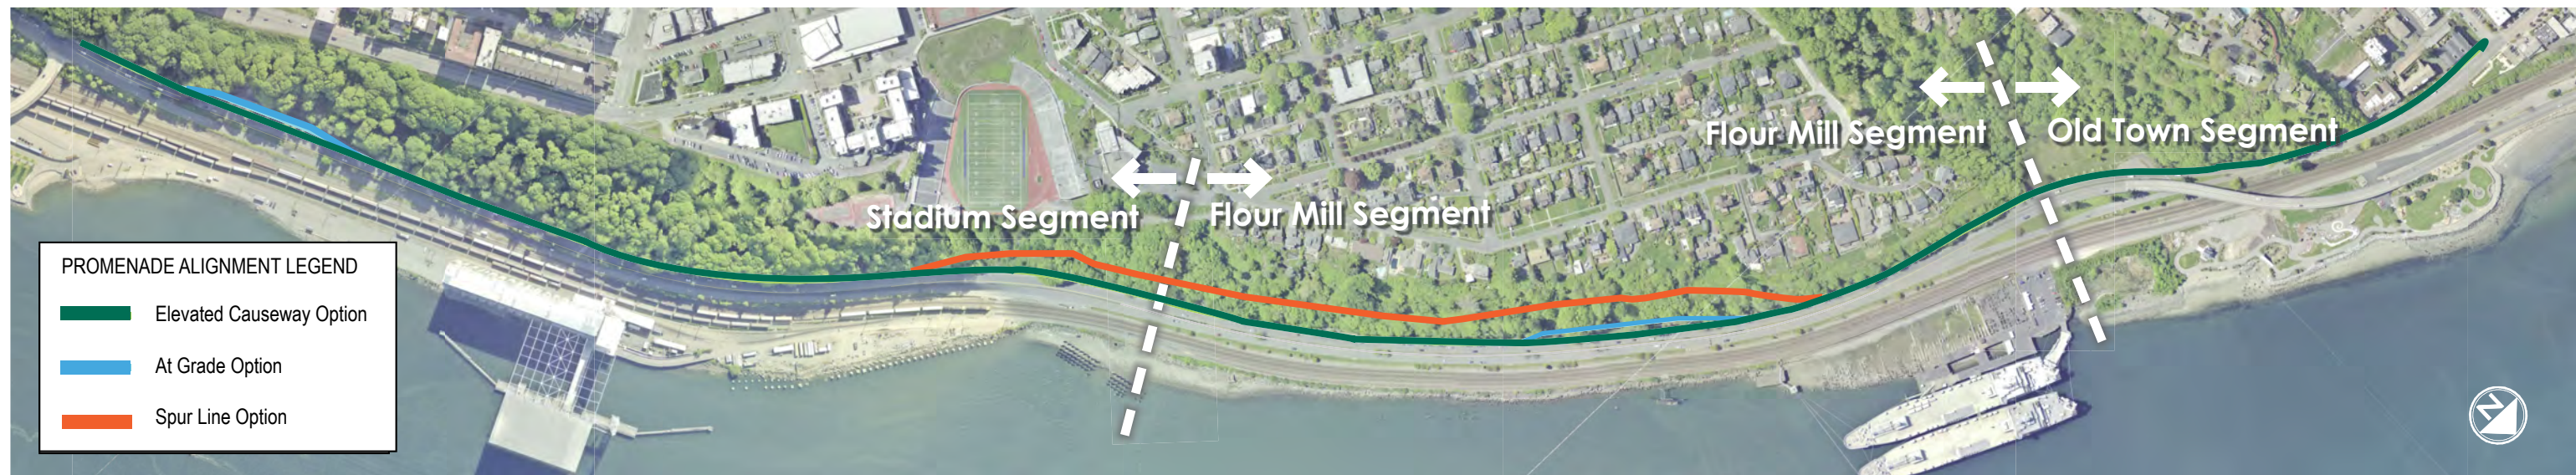 Flour Mill Segment
Old Town Segment
Stadium Segment
Flour Mill Segment
PROMENADE ALIGNMENT LEGEND
Elevated Causeway Option
At Grade Option
Spur Line Option
N